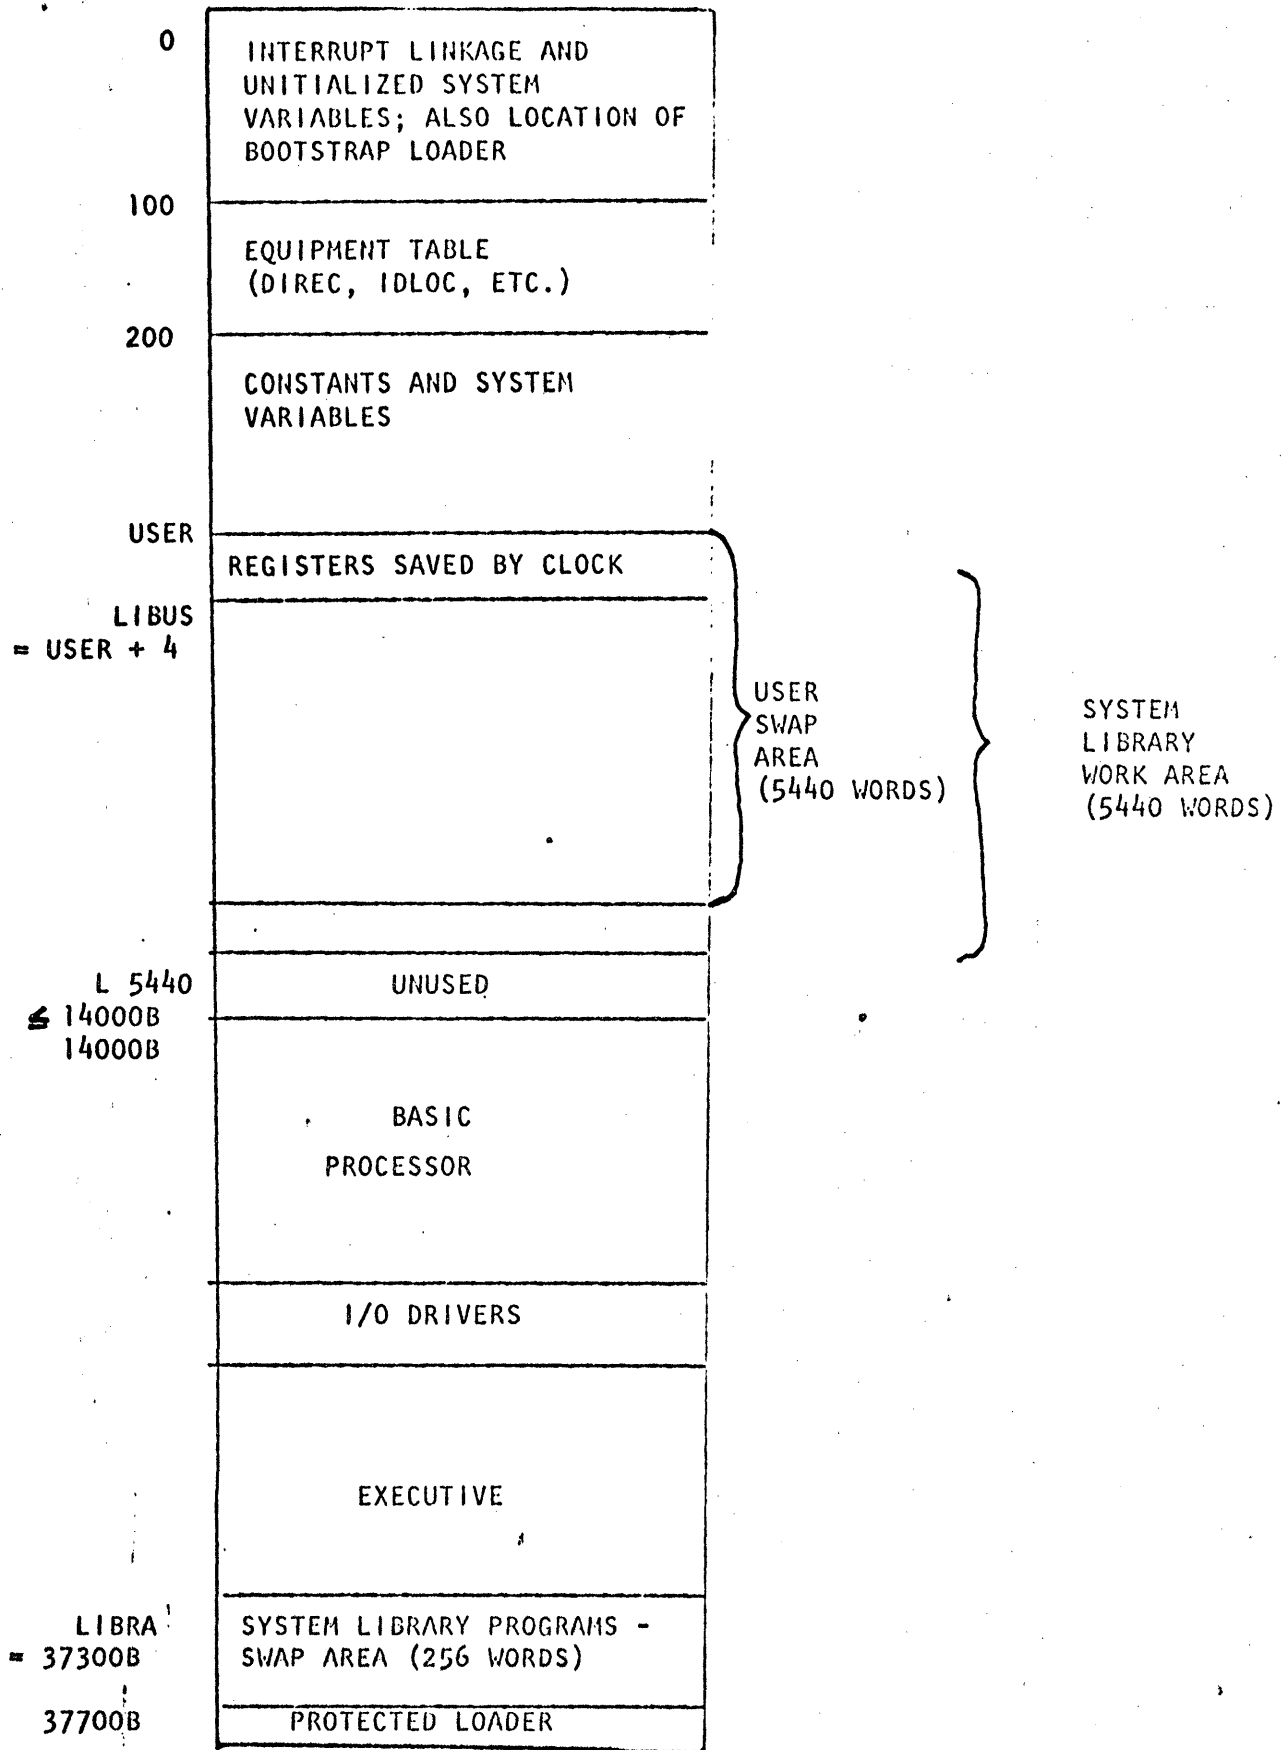 0
INTERRUPT LINKAGE AND
UNITIALIZED SYSTEM
VARIABLES; ALSO LOCATION OF
BOOTSTRAP LOADER
100
EQUIPMENT TABLE
(DIREC, IDLOC, ETC.)
200
CONSTANTS AND SYSTEM
VARIABLES
USER
REGISTERS SAVED BY CLOCK
LIBUS
= USER + 4
USER
SWAP
AREA
(5440 WORDS)
SYSTEM
LIBRARY
WORK AREA
(5440 WORDS)
L 5440
≤ 14000B
UNUSED
14000B
BASIC
PROCESSOR
I/O DRIVERS
EXECUTIVE
LIBRA
= 37300B
SYSTEM LIBRARY PROGRAMS -
SWAP AREA (256 WORDS)
37700B
PROTECTED LOADER